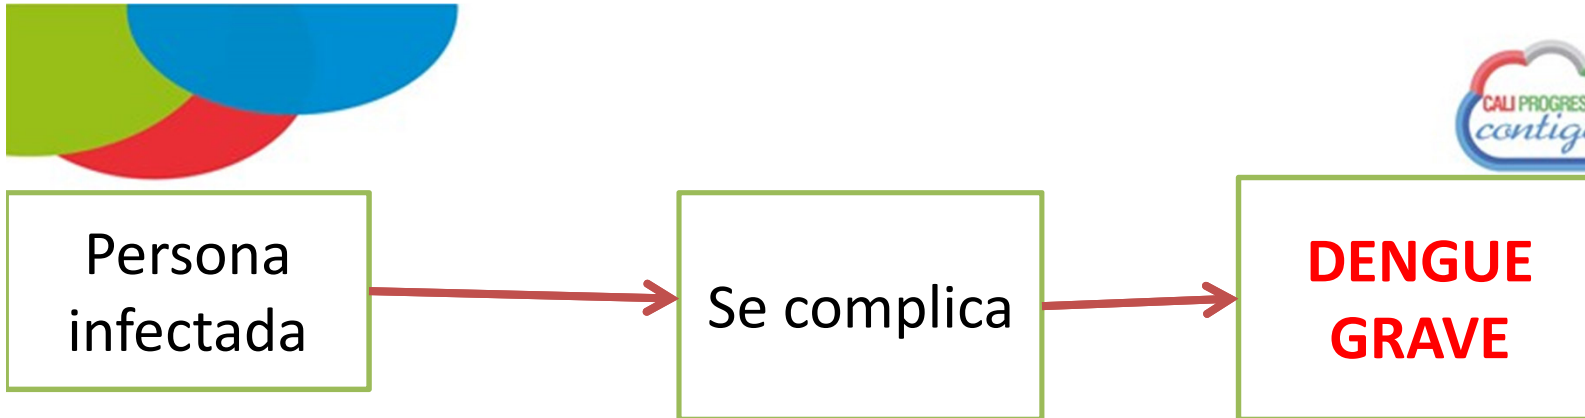 CALI PROGRES
contig
Persona
infectada
Se complica
DENGUE
GRAVE